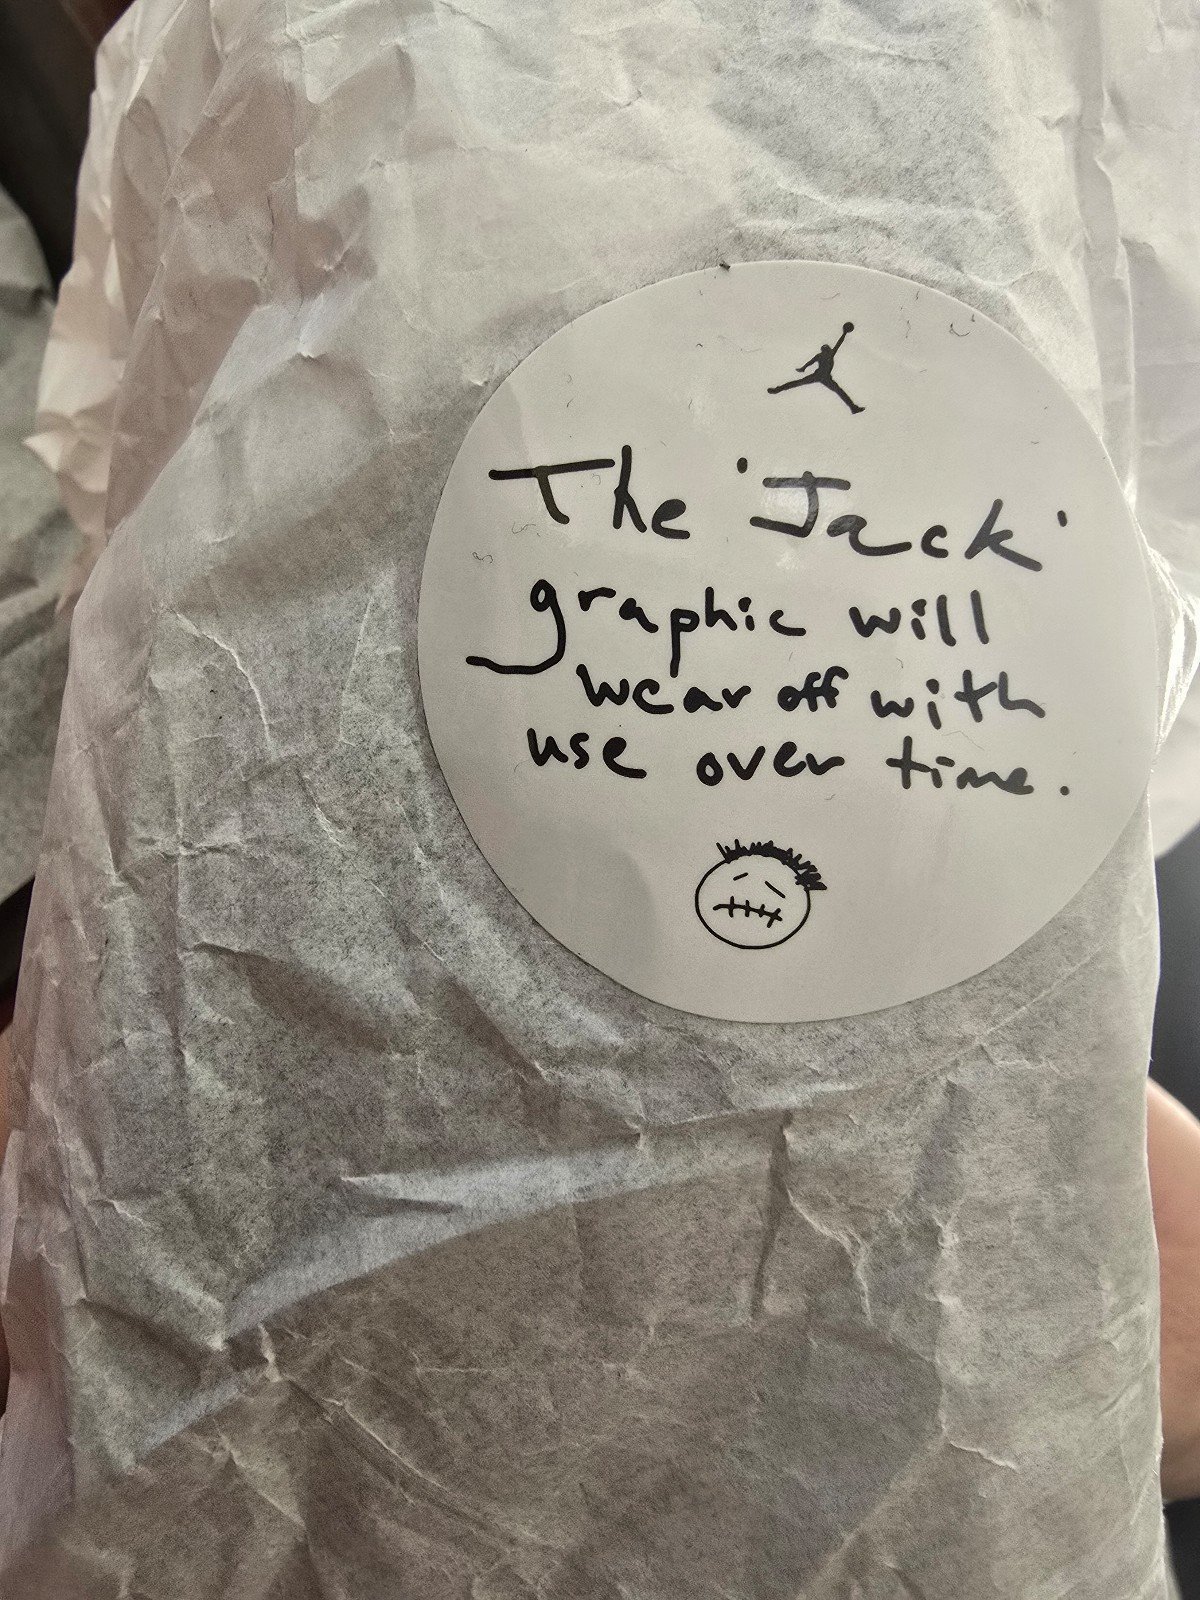 The 'Jack'
graphic will
wear off with
use over time.